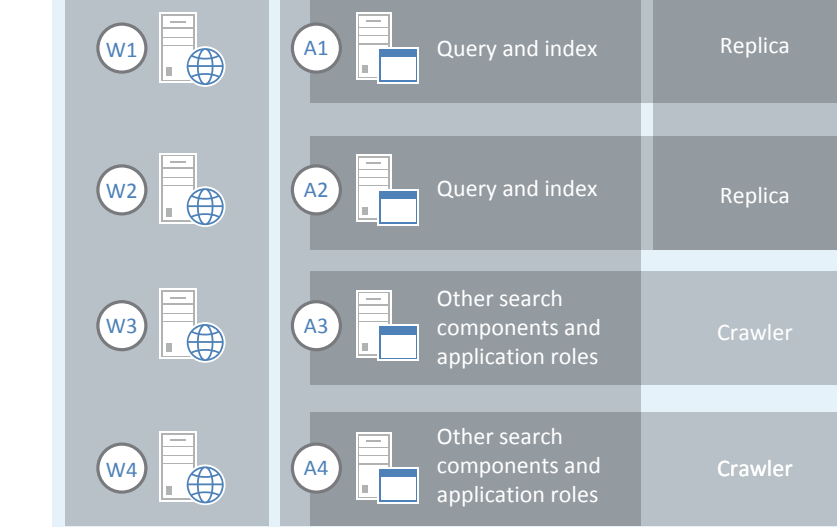 W1
A1
Query and index
Replica
W2
A2
Query and index
Replica
W3
A3
Other search
components and
application roles
Crawler
W4
A4
Other search
components and
application roles
Crawler